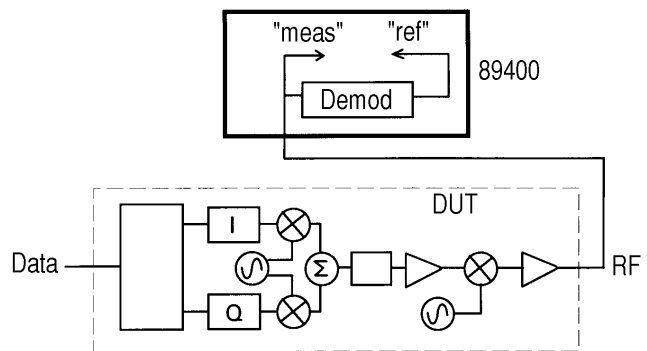 "meas" "ref"
89400
Demod
DUT
I
Data
Σ
RF
Q